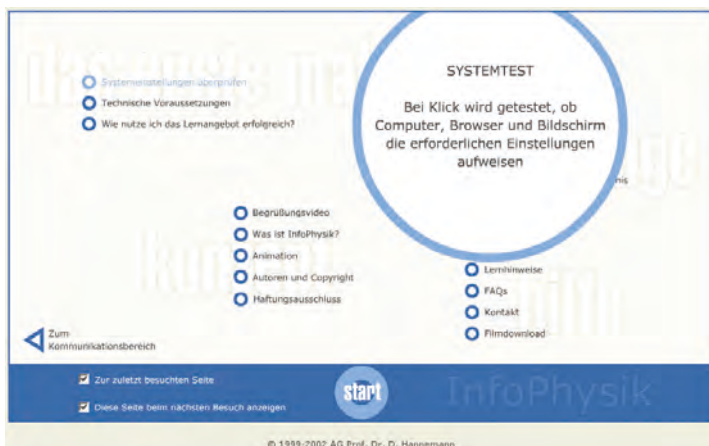 Systemeinstellungen überprüfen
Technische Voraussetzungen
Wie nutze ich das Lernangebot erfolgreich?
SYSTEMTEST
Bei Klick wird getestet, ob
Computer, Browser und Bildschirm
die erforderlichen Einstellungen
aufweisen
Begrüßungsvideo
Was ist InfoPhysik?
Animation
Autoren und Copyright
Haftungsausschluss
Lernhinweise
FAQs
Kontakt
Filmdownload
Zum
Kommunikationsbereich
Zur zuletzt besuchten Seite
Diese Seite beim nächsten Besuch anzeigen
start
InfoPhysik
© 1999-2002 AG Prof. Dr. D. Hannemann